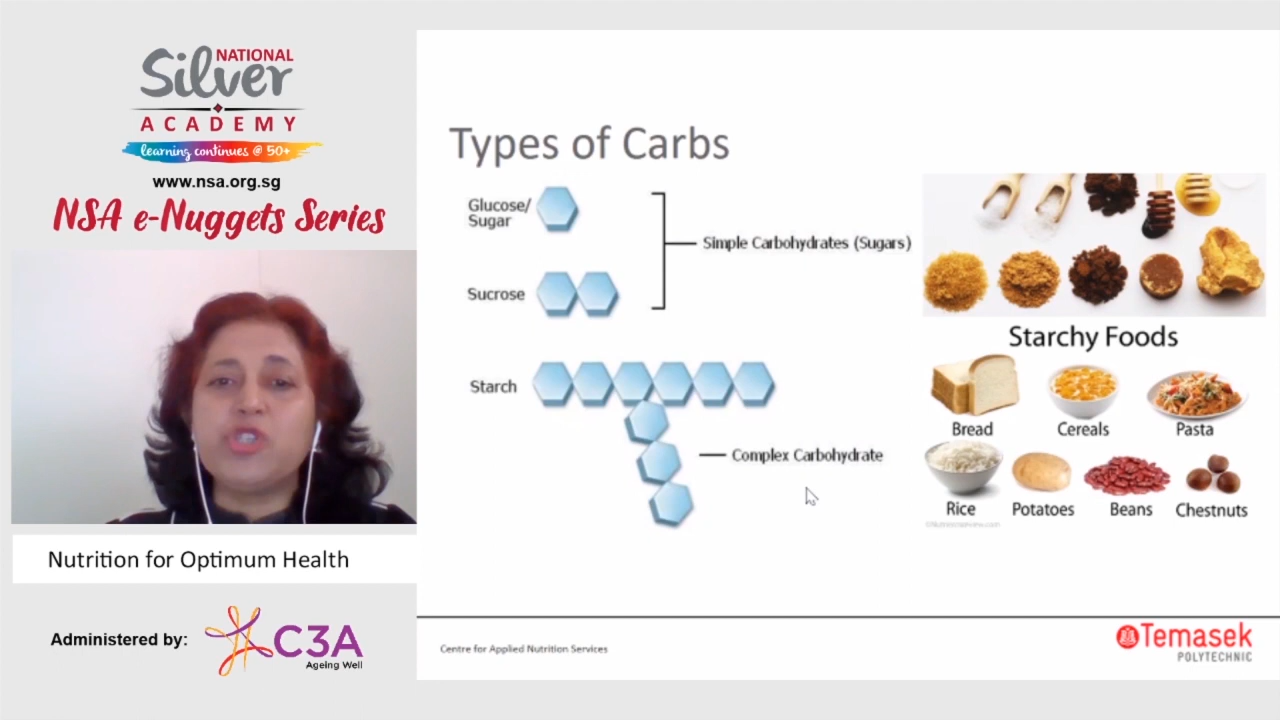 NATIONAL
Silver
ACADEMY
learning continues @ 50+
www.nsa.org.sg
NSA e-Nuggets Series
Nutrition for Optimum Health
Administered by:
C3A
Ageing Well
Types of Carbs
Glucose/
Sugar
Simple Carbohydrates (Sugars)
Sucrose
Starch
Complex Carbohydrate
Starchy Foods
Bread
Cereals
Pasta
Rice
Potatoes
Beans
Chestnuts
Centre for Applied Nutrition Services
Temasek
POLYTECHNIC